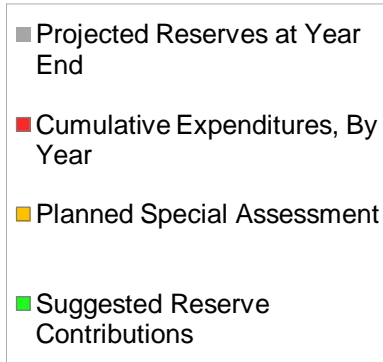 Projected Reserves at Year
End
Cumulative Expenditures, By
Year
Planned Special Assessment
Suggested Reserve
Contributions